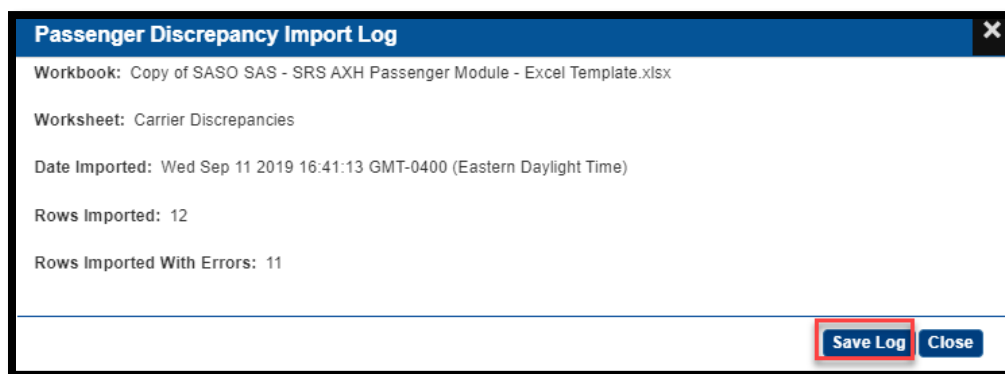 Passenger Discrepancy Import Log
Workbook: Copy of SASO SAS - SRS AXH Passenger Module - Excel Template.xlsx
Worksheet: Carrier Discrepancies
Date Imported: Wed Sep 11 2019 16:41:13 GMT-0400 (Eastern Daylight Time)
Rows Imported: 12
Rows Imported With Errors: 11
Save Log Close